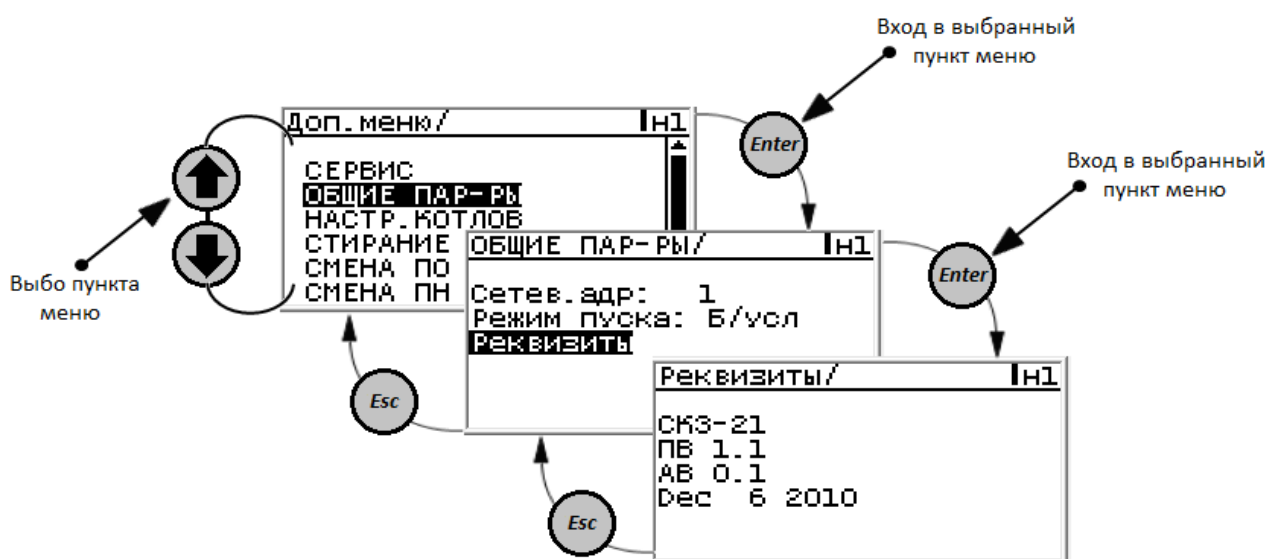 Вход в выбранный
пункт меню
Enter
Доп.меню/ н1
СЕРВИС
ОБЩИЕ ПАР-РЫ
НАСТР.КОТЛОВ
СТИРАНИЕ
СМЕНА ПО
СМЕНА ПН
Выбо пункта
меню
Вход в выбранный
пункт меню
Enter
ОБЩИЕ ПАР-РЫ/ н1
Сетев.адр: 1
Режим пуска: Б/усл
Реквизиты
Esc
Реквизиты/ н1
СКЗ-21
ПВ 1.1
АВ 0.1
Dec 6 2010
Esc